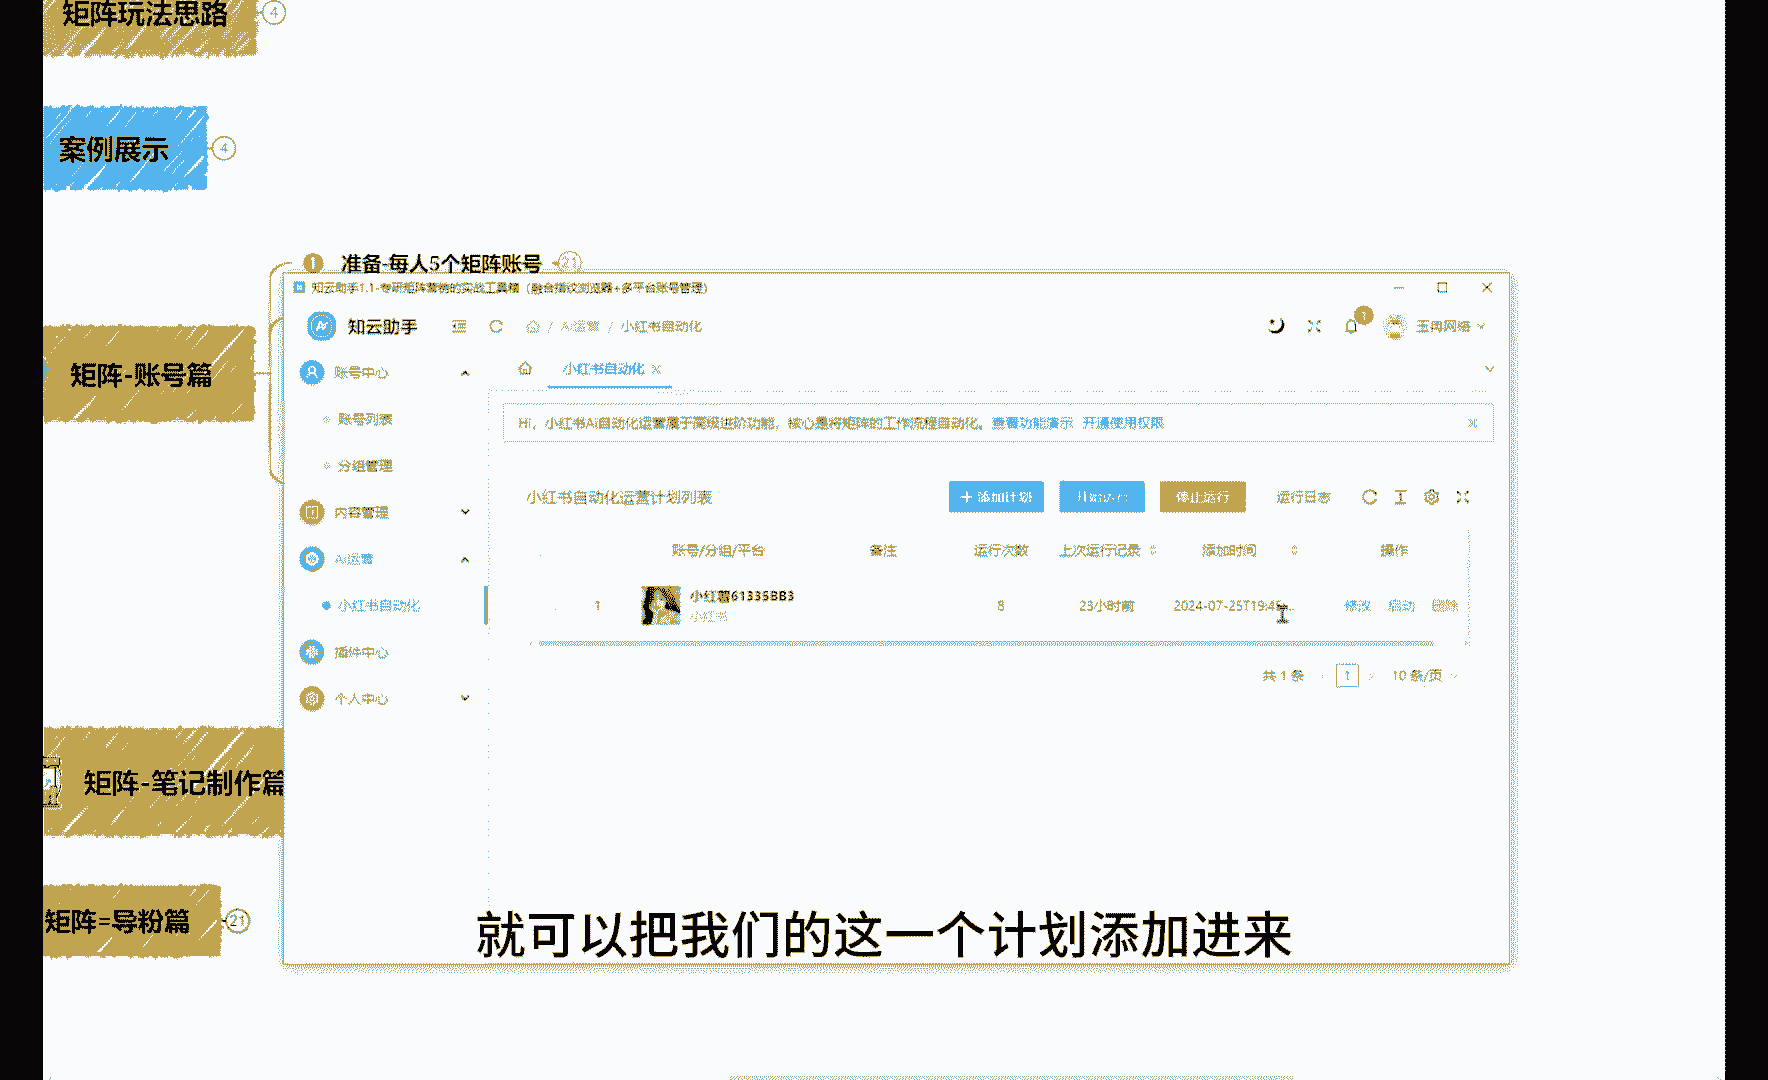 矩阵玩法思路 4
案例展示 4
1 准备-每人5个矩阵账号 21
知云助手1.1-专研矩阵营销的实战工具箱（融合指纹浏览器+多平台账号管理）
知云助手 / Ai运营 / 小红书自动化 1 玉闻网络
账号中心
小红书自动化
矩阵-账号篇
账号列表
Hi，小红书Ai自动化运营属于高级进阶功能，核心是将矩阵的工作流程自动化。查看功能演示 开通使用权限
分组管理
内容管理
小红书自动化运营计划列表 添加计划 开始运行 停止运行 运行日志
Ai运营
账号/分组/平台 备注 运行次数 上次运行记录 添加时间 操作
小红书自动化
1 小红薯61335BB3 8 23小时前 2024-07-25T19:45... 修改 启动 删除
小红书
插件中心
共 1 条 1 10 条/页
个人中心
矩阵-笔记制作篇
矩阵=导粉篇 21
就可以把我们的这一个计划添加进来